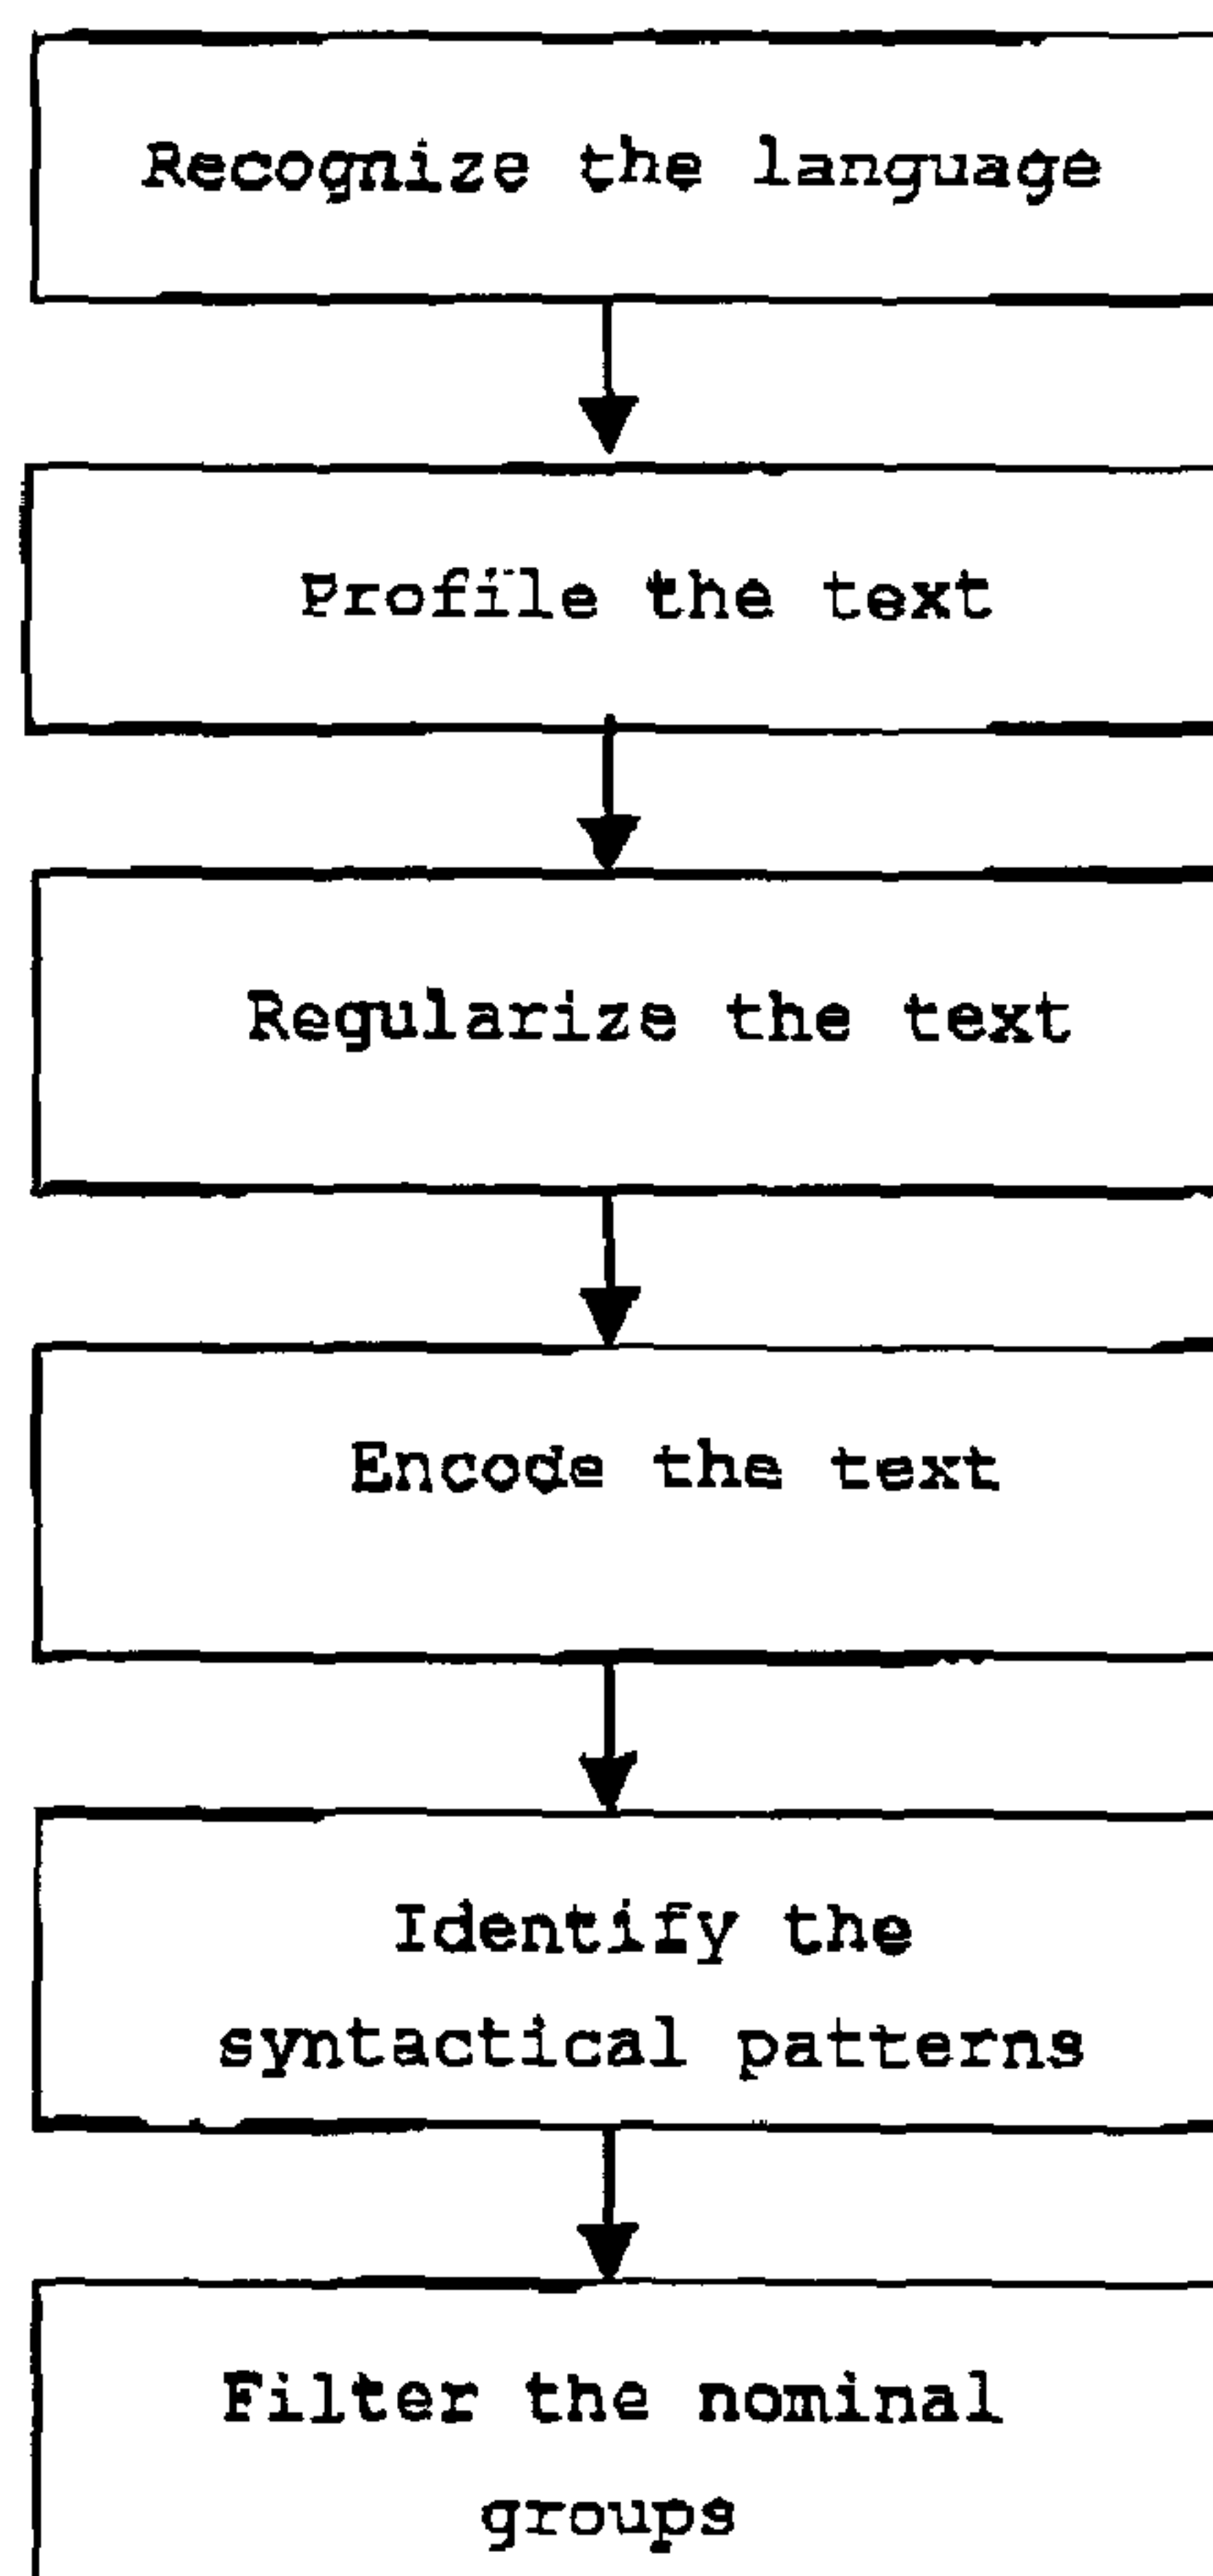 Recognize the language
Profile the text
Regularize the text
Encode the text
Identify the
syntactical patterns
Filter the nominal
groups